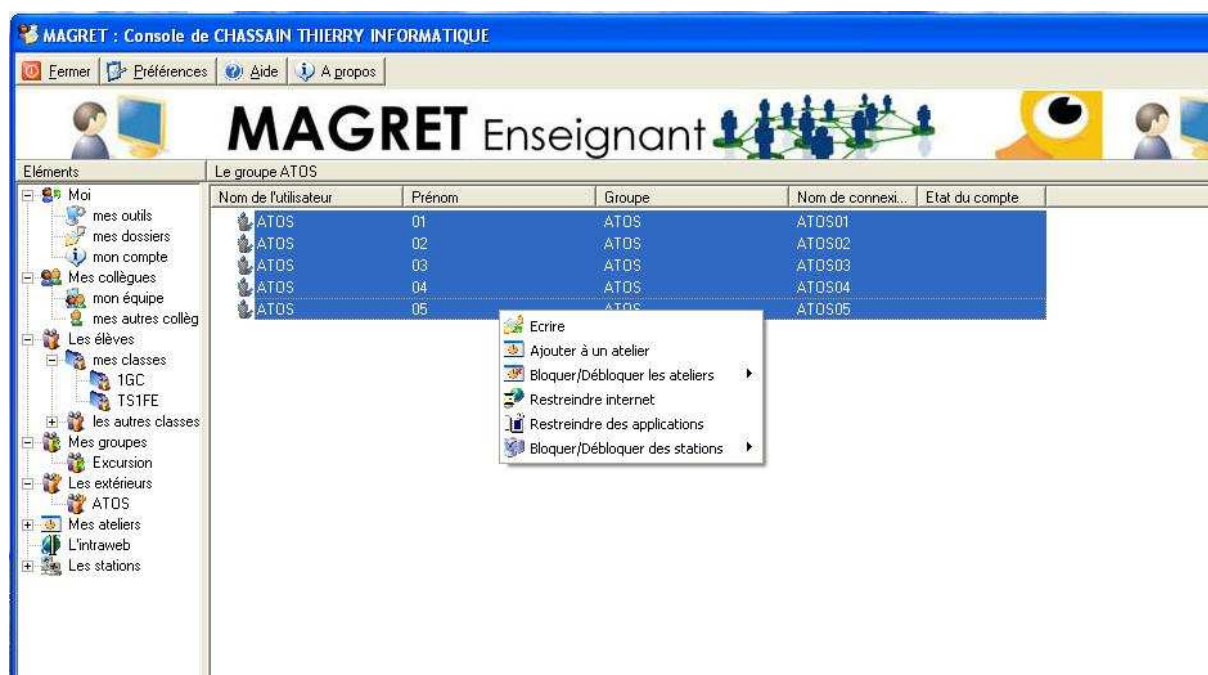 MAGRET : Console de CHASSAIN THIERRY INFORMATIQUE
Fermer Préférences Aide A propos
MAGRET Enseignant
Eléments Le groupe ATOS
Nom de l'utilisateur Prénom Groupe Nom de connexi... Etat du compte
ATOS 01 ATOS ATOS01
ATOS 02 ATOS ATOS02
ATOS 03 ATOS ATOS03
ATOS 04 ATOS ATOS04
ATOS 05 ATOS ATOS05
Moi
mes outils
mes dossiers
mon compte
Mes collègues
mon équipe
mes autres collèg
Les élèves
mes classes
1GC
TS1FE
les autres classes
Mes groupes
Excursion
Les extérieurs
ATOS
Mes ateliers
L'intraweb
Les stations
Ecrire
Ajouter à un atelier
Bloquer/Débloquer les ateliers
Restreindre internet
Restreindre des applications
Bloquer/Débloquer des stations